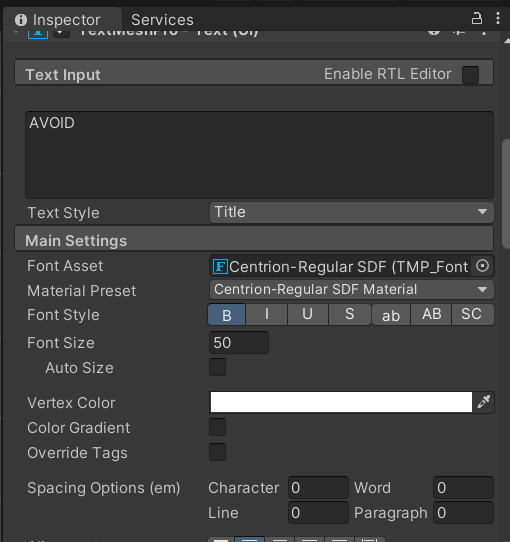 Inspector Services
TextMeshPro - Text (UI)
Text Input Enable RTL Editor
AVOID
Text Style Title
Main Settings
Font Asset Centrion-Regular SDF (TMP_Font
Material Preset Centrion-Regular SDF Material
Font Style B I U S ab AB SC
Font Size 50
Auto Size
Vertex Color
Color Gradient
Override Tags
Spacing Options (em) Character 0 Word 0
Line 0 Paragraph 0